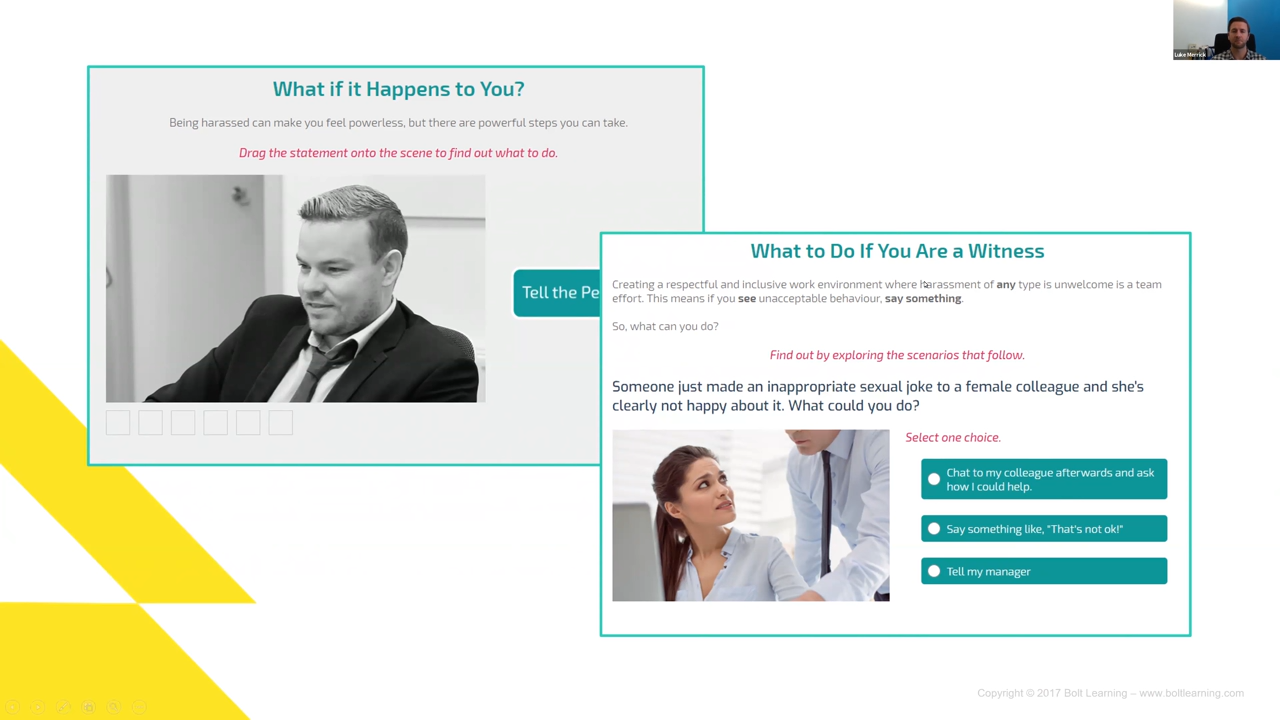 Luke Merrick
What if it Happens to You?
Being harassed can make you feel powerless, but there are powerful steps you can take.
Drag the statement onto the scene to find out what to do.
Tell the Pe
What to Do If You Are a Witness
Creating a respectful and inclusive work environment where harassment of any type is unwelcome is a team
effort. This means if you see unacceptable behaviour, say something.
So, what can you do?
Find out by exploring the scenarios that follow.
Someone just made an inappropriate sexual joke to a female colleague and she's
clearly not happy about it. What could you do?
Select one choice.
Chat to my colleague afterwards and ask
how I could help.
Say something like, "That's not ok!"
Tell my manager
Copyright © 2017 Bolt Learning – www.boltlearning.com